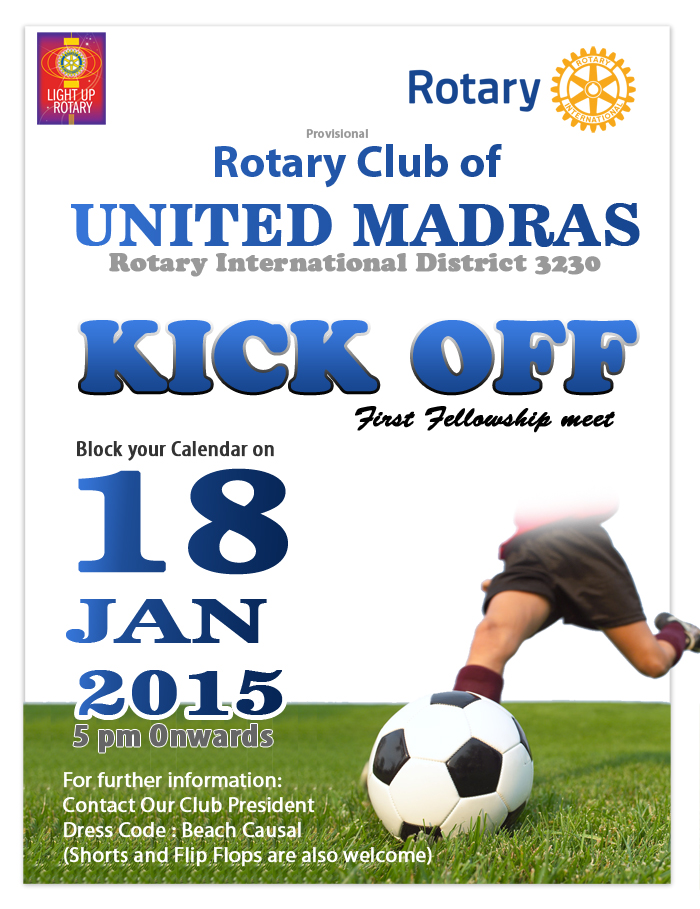 LIGHT UP
ROTARY
Rotary
ROTARY
INTERNATIONAL
Provisional
Rotary Club of
UNITED MADRAS
Rotary International District 3230
KICK OFF
First Fellowship meet
Block your Calendar on
18
JAN
2015
5 pm Onwards
For further information:
Contact Our Club President
Dress Code : Beach Causal
(Shorts and Flip Flops are also welcome)